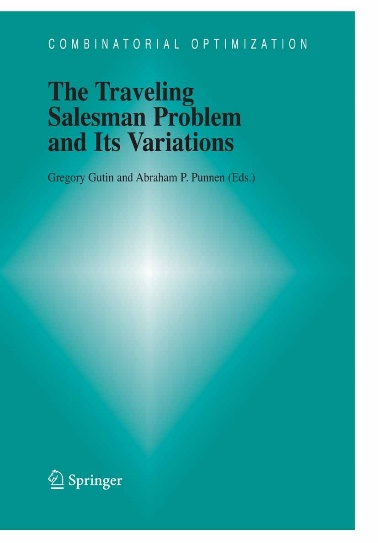 COMBINATORIAL OPTIMIZATION
The Traveling
Salesman Problem
and Its Variations
Gregory Gutin and Abraham P. Punnen (Eds.)
Springer